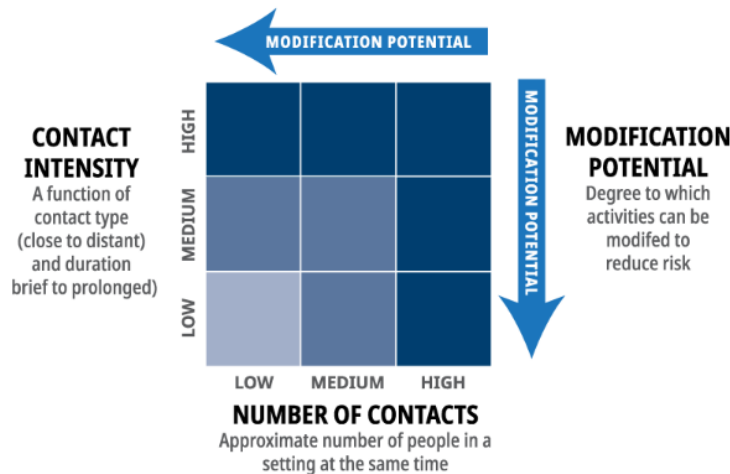 MODIFICATION POTENTIAL
CONTACT
INTENSITY
A function of
contact type
(close to distant)
and duration
brief to prolonged)
HIGH
MEDIUM
LOW
MODIFICATION POTENTIAL
MODIFICATION
POTENTIAL
Degree to which
activities can be
modifed to
reduce risk
LOW MEDIUM HIGH
NUMBER OF CONTACTS
Approximate number of people in a
setting at the same time